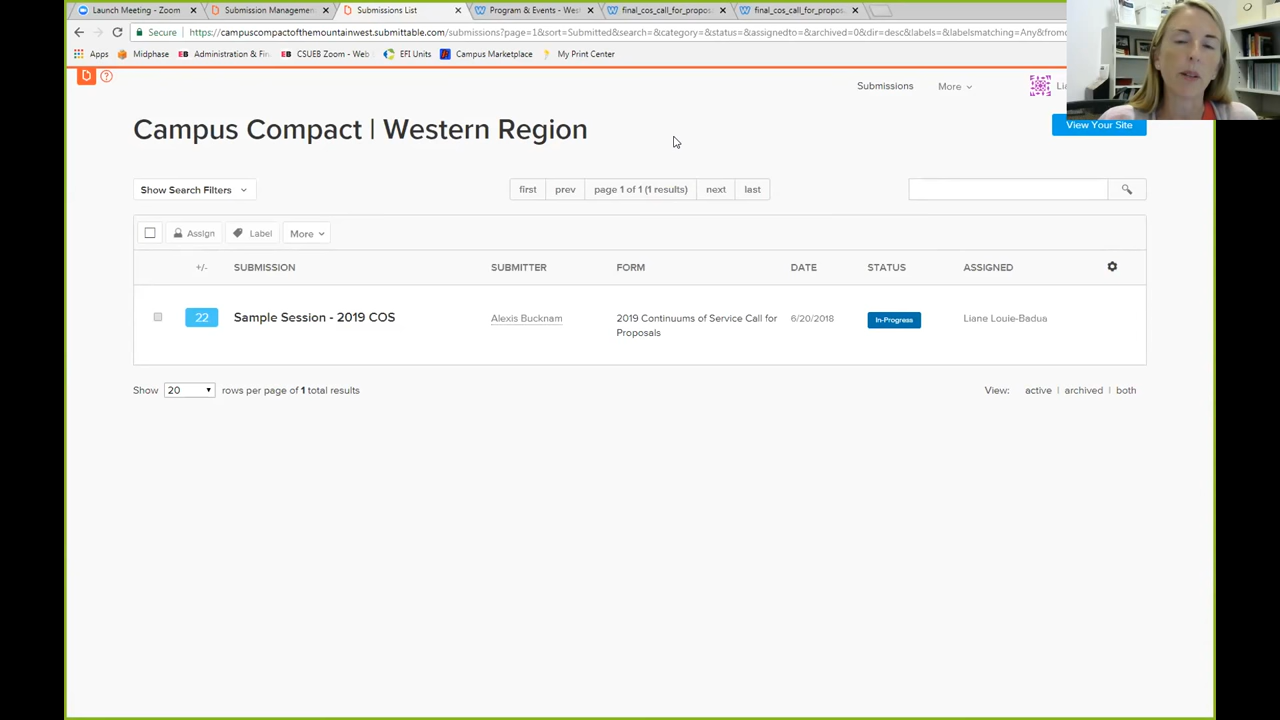 Launch Meeting - Zoom
Submission Management
Submissions List
Program & Events - Wes
final_cos_call_for_propos
final_cos_call_for_propos
Secure
https://campuscompactofthemountainwest.submittable.com/submissions?page=1&sort=Submitted&search=&category=&status=&assignedto=&archived=0&dir=desc&labels=&labelsmatching=Any&from
Apps
Midphase
Administration & Fin
CSUEB Zoom - Web
EFI Units
Campus Marketplace
My Print Center
Submissions
More
Campus Compact | Western Region
View Your Site
Show Search Filters
first
prev
page 1 of 1 (1 results)
next
last
Assign
Label
More
+/-
SUBMISSION
SUBMITTER
FORM
DATE
STATUS
ASSIGNED
22
Sample Session - 2019 COS
Alexis Bucknam
2019 Continuums of Service Call for
Proposals
6/20/2018
In-Progress
Liane Louie-Badua
Show
20
rows per page of 1 total results
View:
active | archived | both